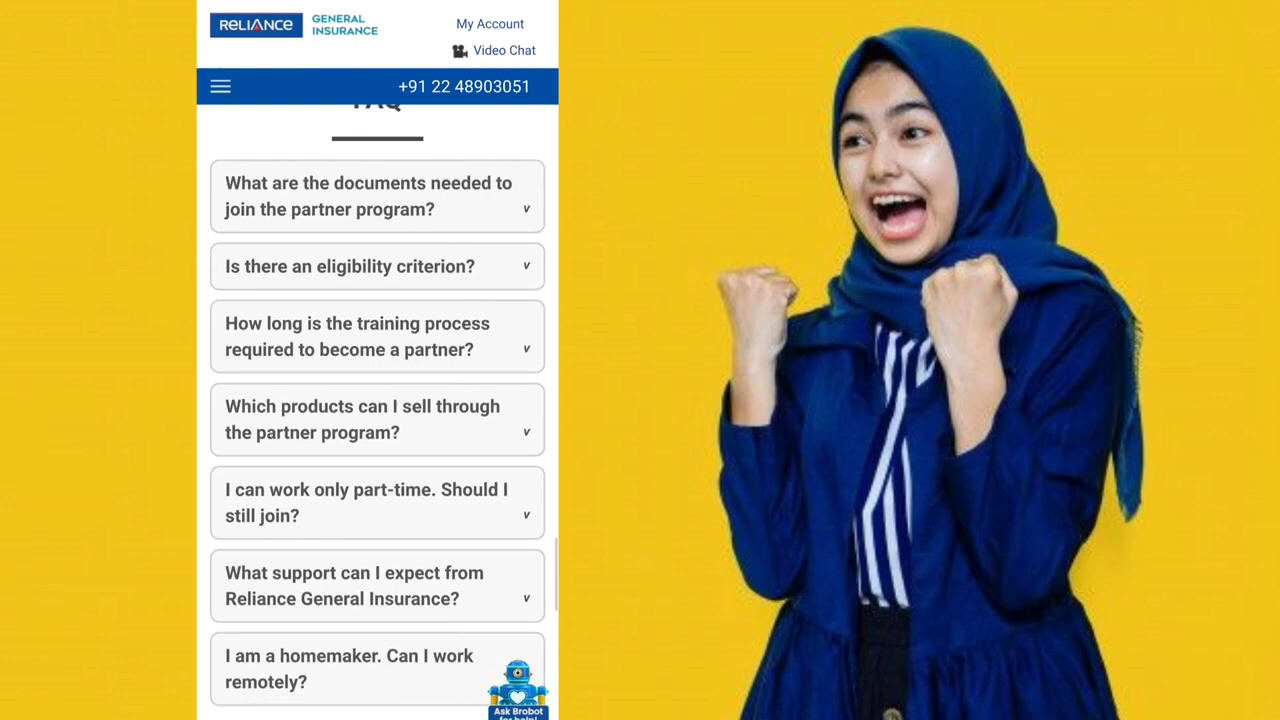 RELIANCE
GENERAL
INSURANCE
My Account
Video Chat
+91 22 48903051
FAQ
What are the documents needed to
join the partner program?
Is there an eligibility criterion?
How long is the training process
required to become a partner?
Which products can I sell through
the partner program?
I can work only part-time. Should I
still join?
What support can I expect from
Reliance General Insurance?
I am a homemaker. Can I work
remotely?
Ask Brobot
for help!